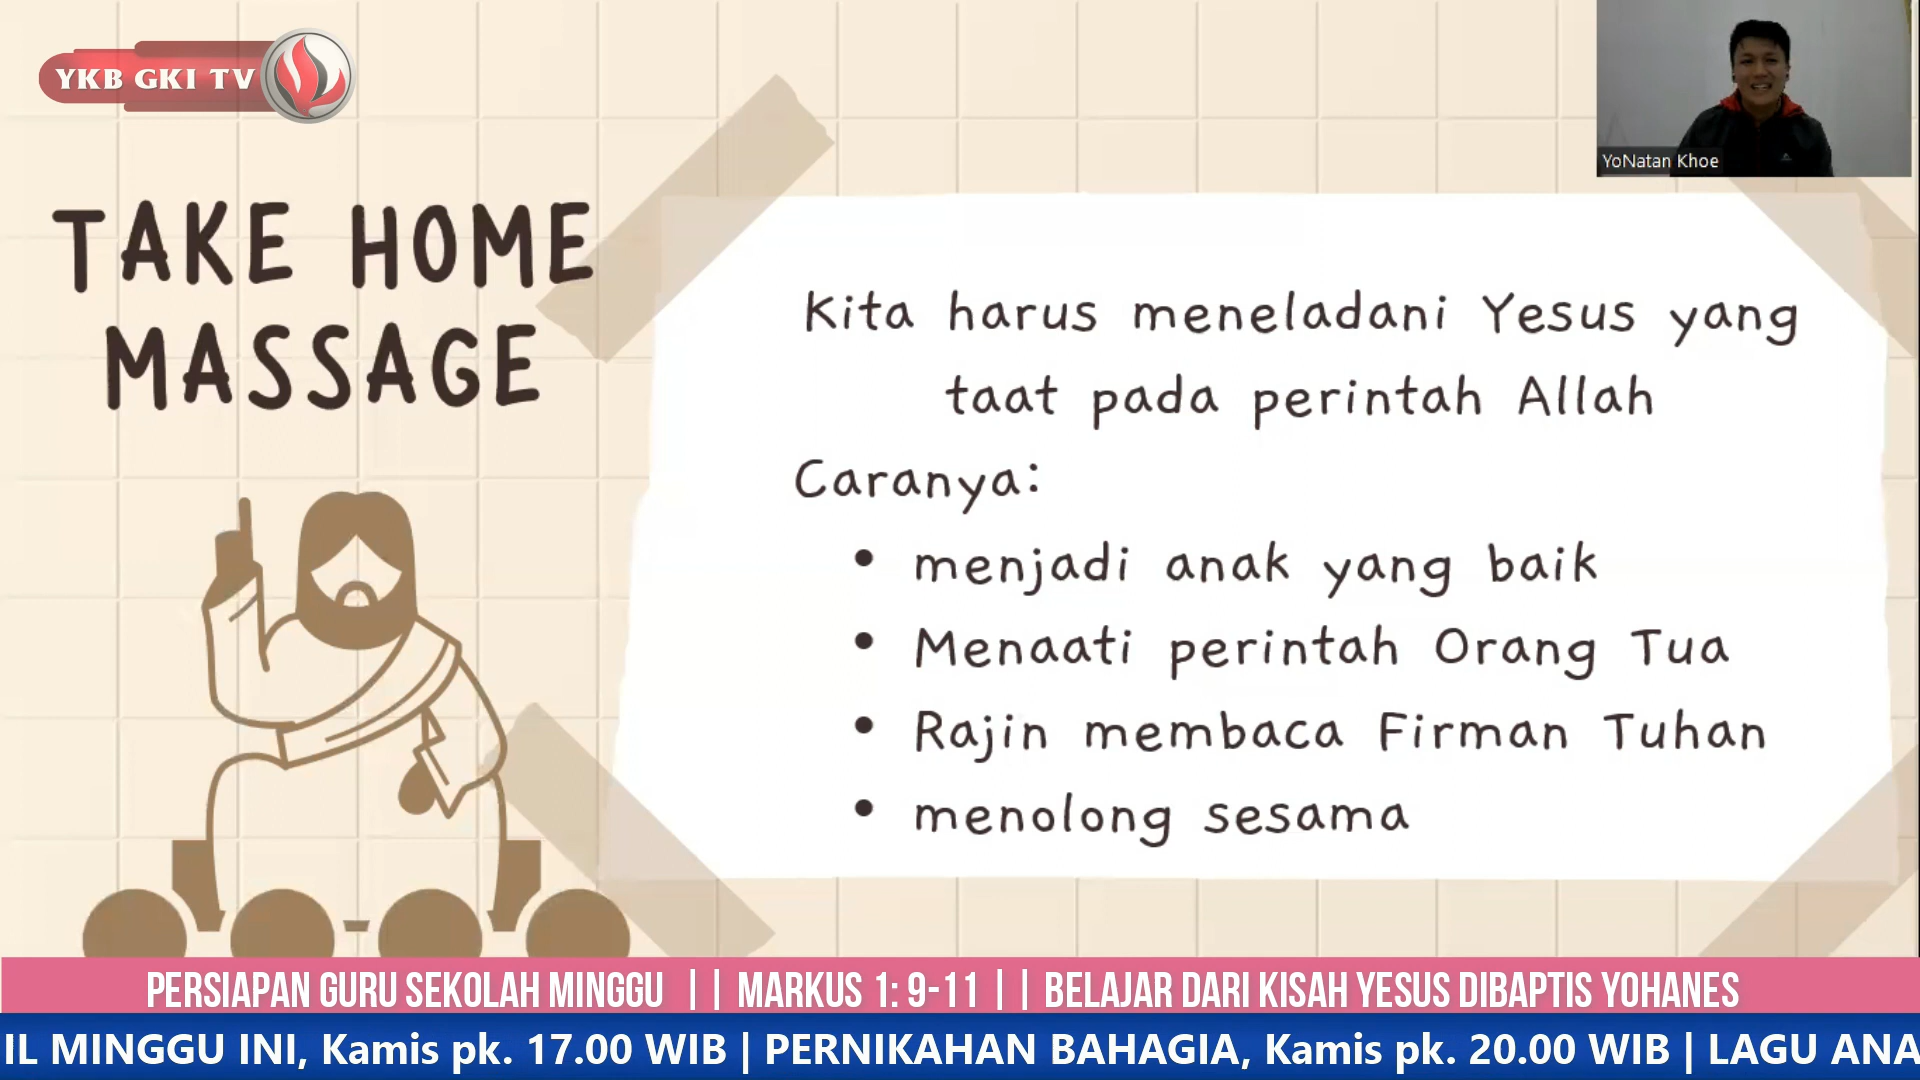 YKB GKI TV
YoNatan Khoe
TAKE HOME
MASSAGE
Kita harus meneladani Yesus yang
taat pada perintah Allah
Caranya:
• menjadi anak yang baik
• Menaati perintah Orang Tua
• Rajin membaca Firman Tuhan
• menolong sesama
PERSIAPAN GURU SEKOLAH MINGGU || MARKUS 1: 9-11 || BELAJAR DARI KISAH YESUS DIBAPTIS YOHANES
IL MINGGU INI, Kamis pk. 17.00 WIB | PERNIKAHAN BAHAGIA, Kamis pk. 20.00 WIB | LAGU ANA